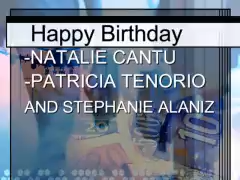 Happy Birthday
-NATALIE CANTU
-PATRICIA TENORIO
AND STEPHANIE ALANIZ